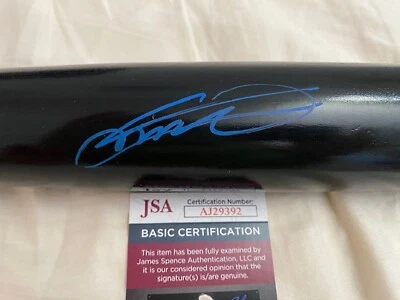 JSA
Certification Number:
AJ29392
BASIC CERTIFICATION
This item has been fully examined by
James Spence Authentication, LLC and
it is our considered opinion that the
signature(s) is/are genuine.